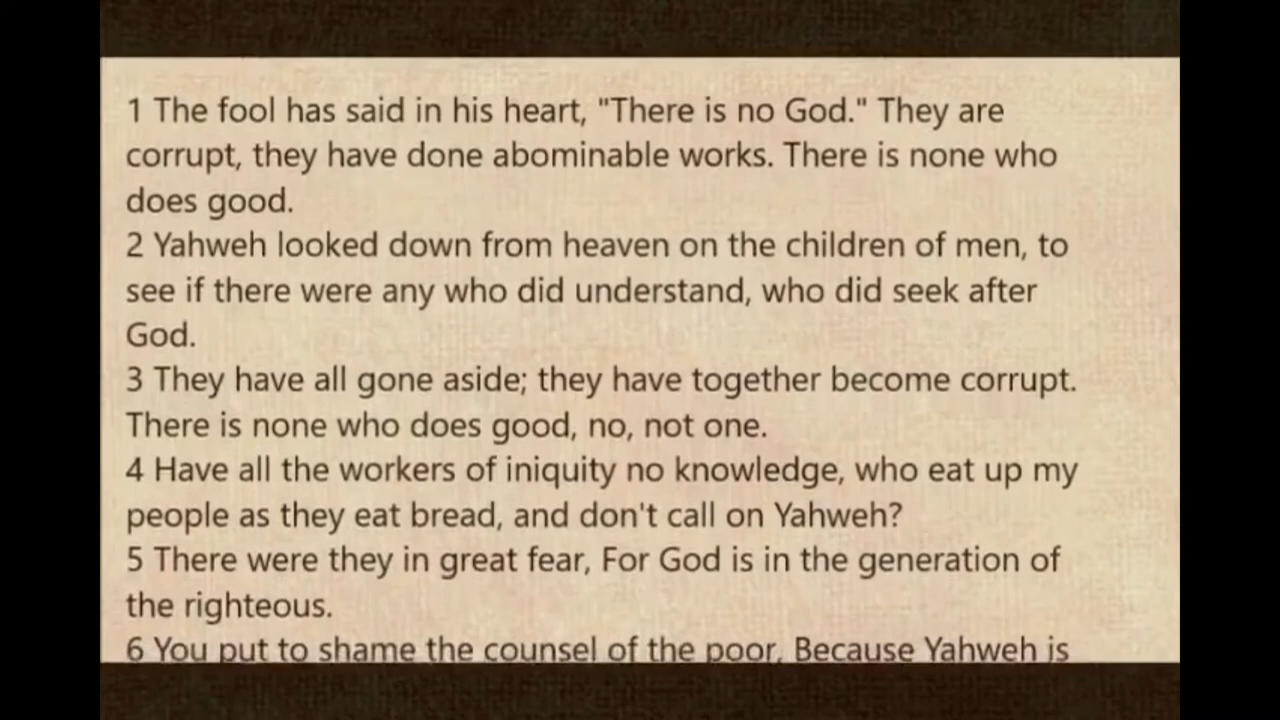 1 The fool has said in his heart, "There is no God." They are
corrupt, they have done abominable works. There is none who
does good.
2 Yahweh looked down from heaven on the children of men, to
see if there were any who did understand, who did seek after
God.
3 They have all gone aside; they have together become corrupt.
There is none who does good, no, not one.
4 Have all the workers of iniquity no knowledge, who eat up my
people as they eat bread, and don't call on Yahweh?
5 There were they in great fear, For God is in the generation of
the righteous.
6 You put to shame the counsel of the poor, Because Yahweh is